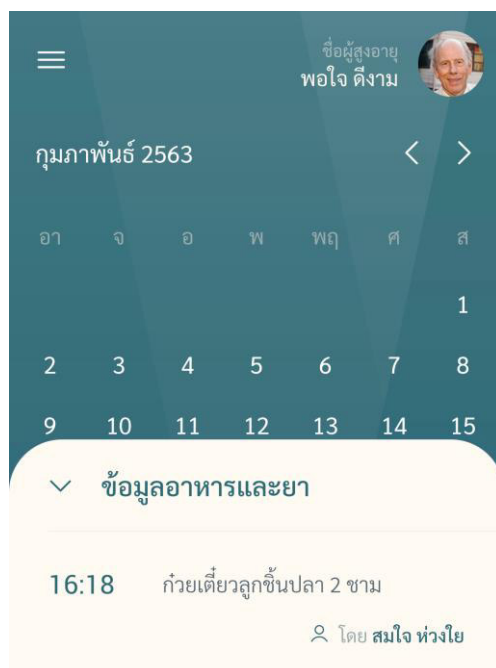 ชื่อผู้สูงอายุ
พอใจ ดีงาม
กุมภาพันธ์ 2563
อา จ อ พ พฤ ศ ส
1
2 3 4 5 6 7 8
9 10 11 12 13 14 15
ข้อมูลอาหารและยา
16:18 ก๋วยเตี๋ยวลูกชิ้นปลา 2 ชาม
โดย สมใจ ห่วงใย